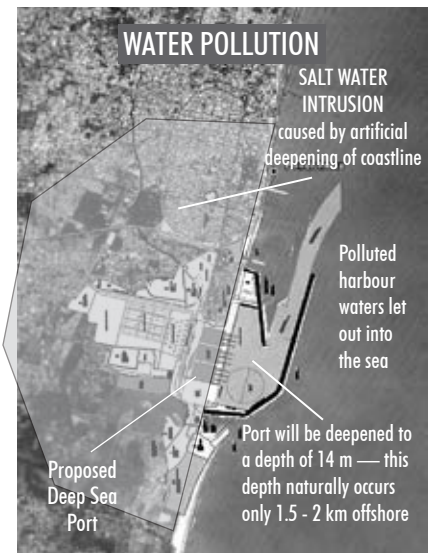 WATER POLLUTION
SALT WATER
INTRUSION
caused by artificial
deepening of coastline
Polluted
harbour
waters let
out into
the sea
Port will be deepened to
a depth of 14 m — this
depth naturally occurs
only 1.5 - 2 km offshore
Proposed
Deep Sea
Port